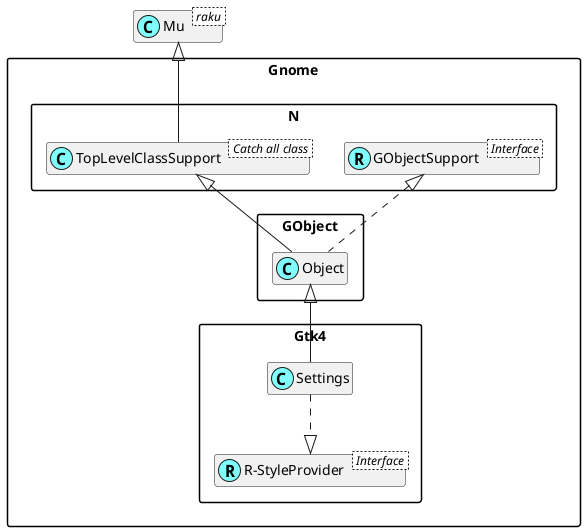 C Mu raku
Gnome
N
C TopLevelClassSupport Catch all class
R GObjectSupport Interface
GObject
C Object
Gtk4
C Settings
R R-StyleProvider Interface